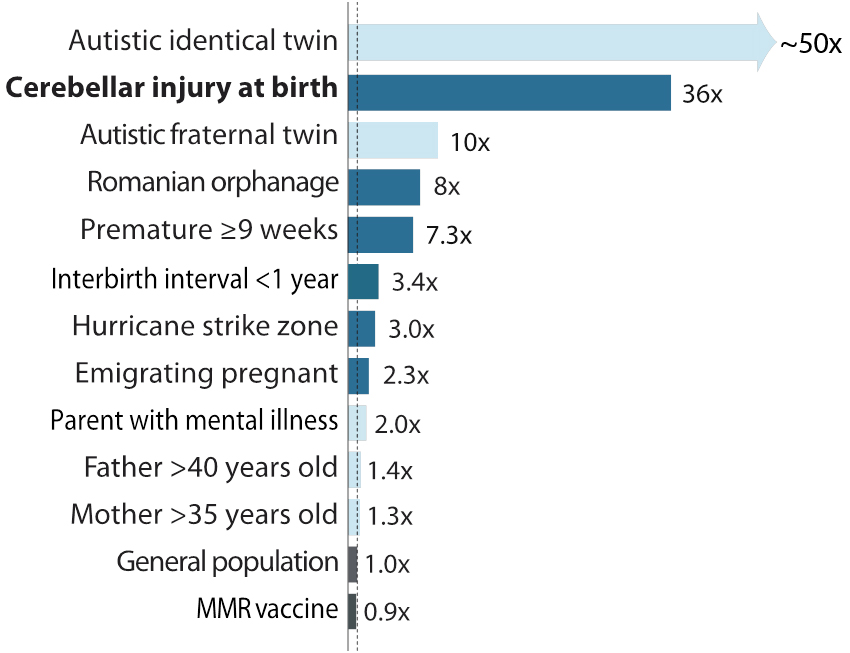 Autistic identical twin ~50x
Cerebellar injury at birth 36x
Autistic fraternal twin 10x
Romanian orphanage 8x
Premature ≥9 weeks 7.3x
Interbirth interval <1 year 3.4x
Hurricane strike zone 3.0x
Emigrating pregnant 2.3x
Parent with mental illness 2.0x
Father >40 years old 1.4x
Mother >35 years old 1.3x
General population 1.0x
MMR vaccine 0.9x